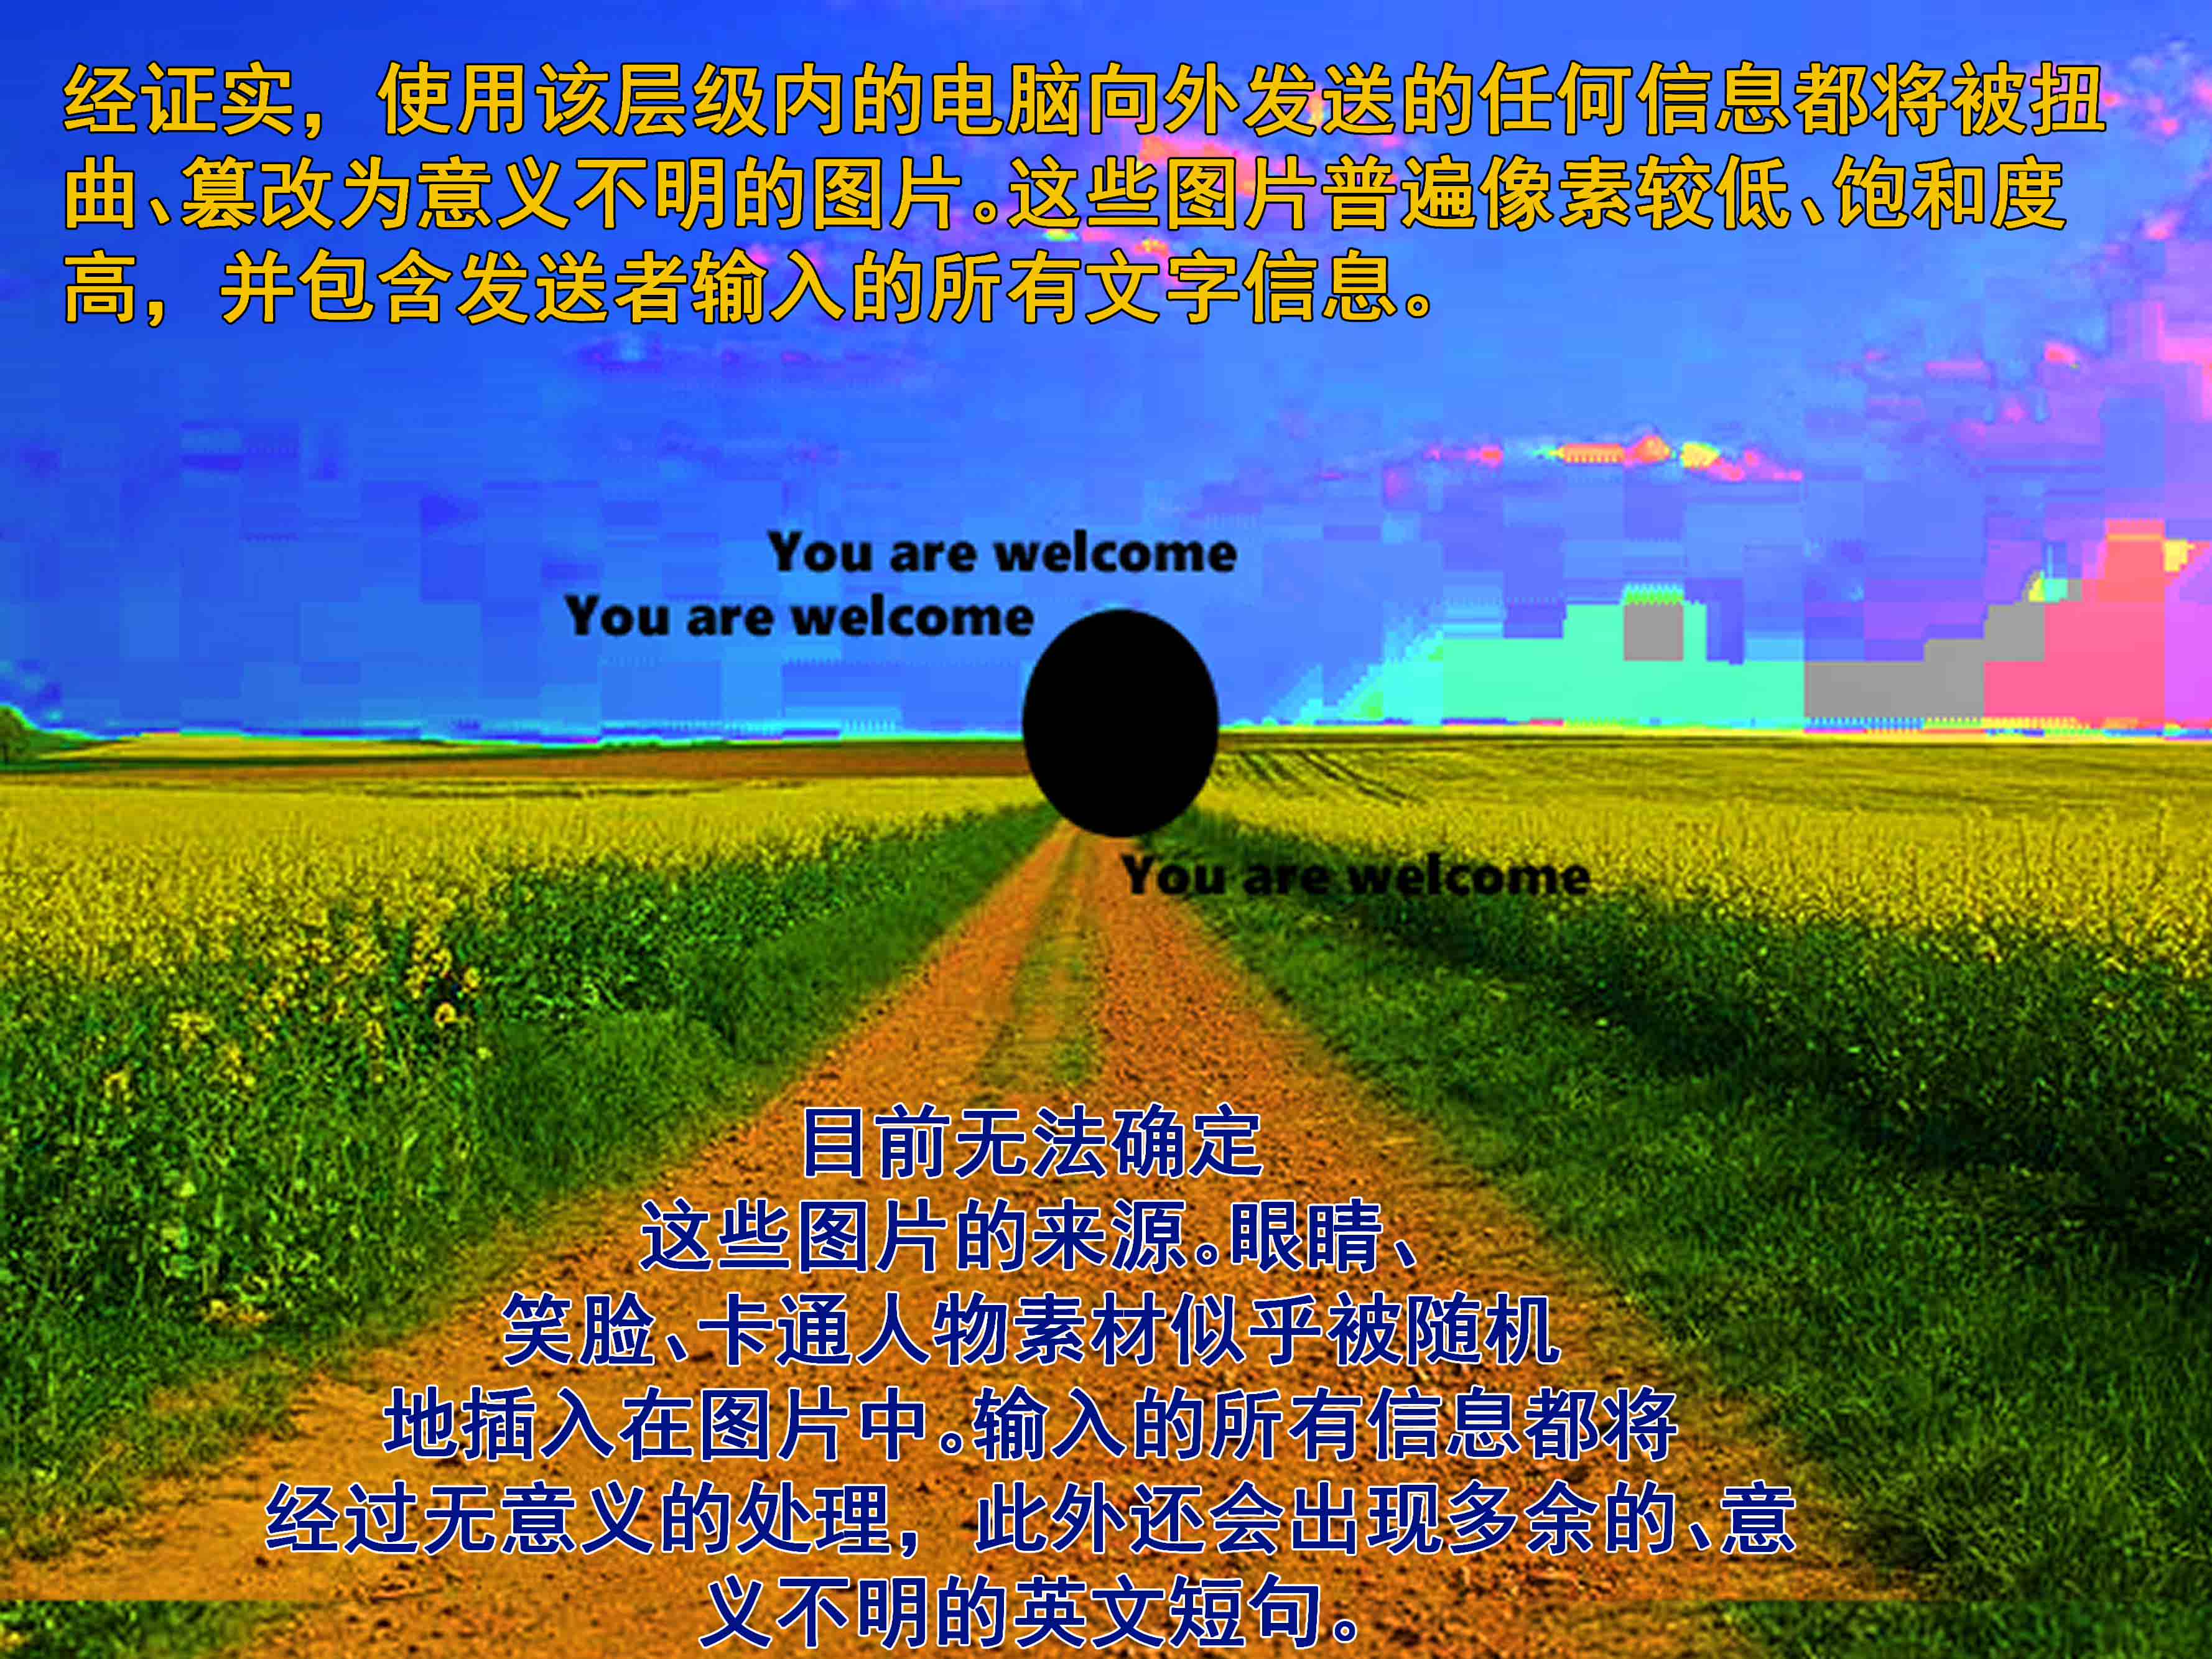 经证实，使用该层级内的电脑向外发送的任何信息都将被扭
曲、篡改为意义不明的图片。这些图片普遍像素较低、饱和度
高，并包含发送者输入的所有文字信息。
You are welcome
You are welcome
You are welcome
目前无法确定
这些图片的来源。眼睛、
笑脸、卡通人物素材似乎被随机
地插入在图片中。输入的所有信息都将
经过无意义的处理，此外还会出现多余的、意
义不明的英文短句。